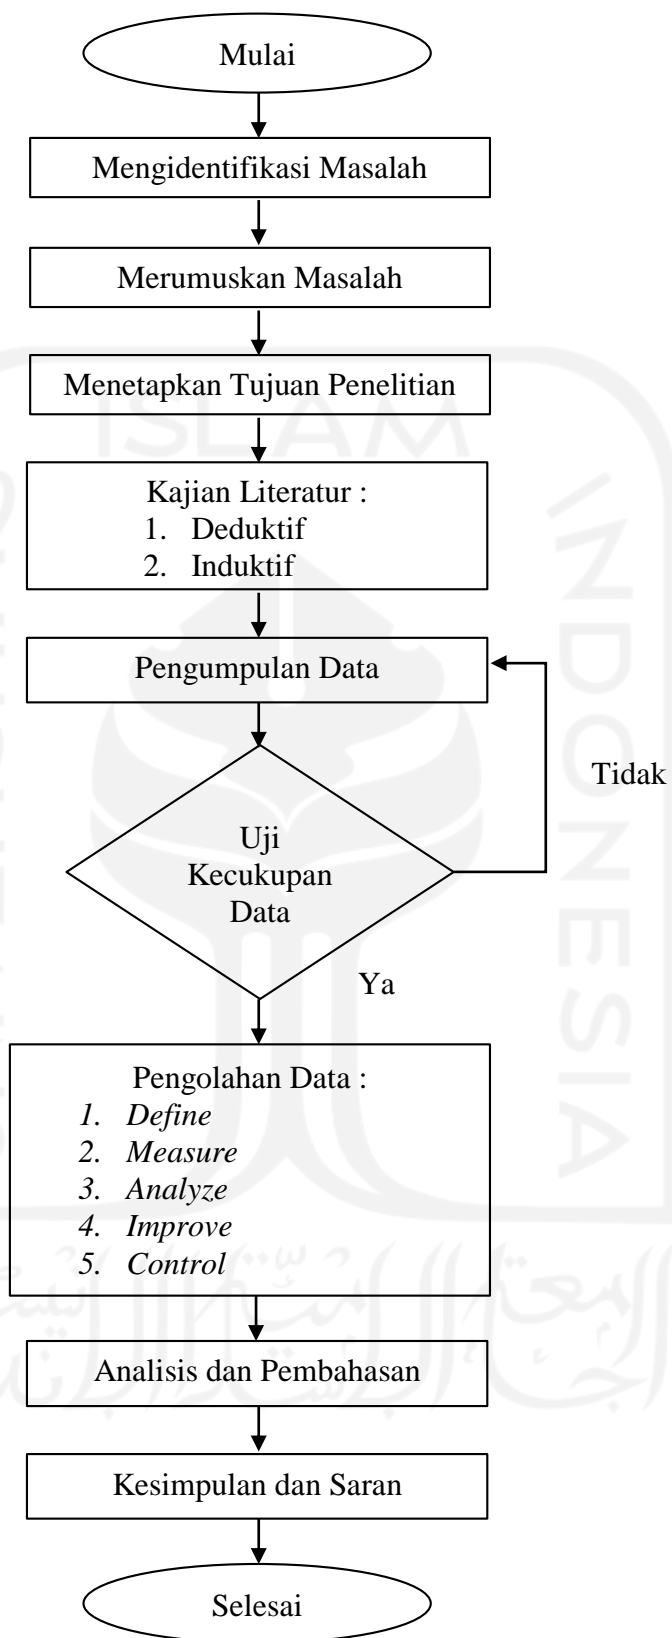 Mulai
Mengidentifikasi Masalah
Merumuskan Masalah
Menetapkan Tujuan Penelitian
ISLAM
Kajian Literatur :
1. Deduktif
2. Induktif
INDONESIA
Pengumpulan Data
Tidak
Uji
Kecukupan
Data
Ya
Pengolahan Data :
1. Define
2. Measure
3. Analyze
4. Improve
5. Control
Analisis dan Pembahasan
Kesimpulan dan Saran
Selesai